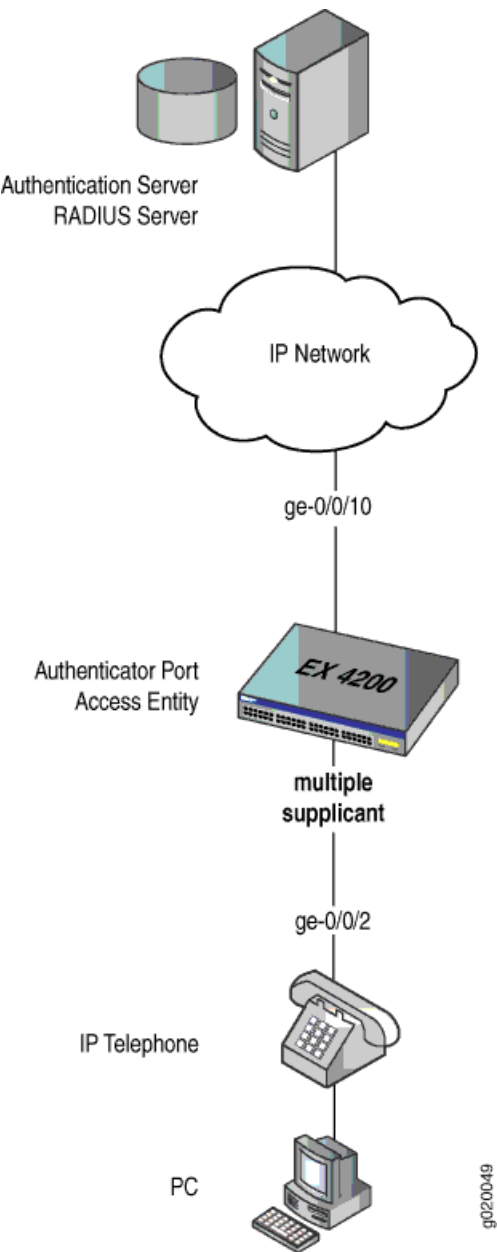 Authentication Server
RADIUS Server
IP Network
ge-0/0/10
EX 4200
Authenticator Port
Access Entity
multiple
supplicant
ge-0/0/2
IP Telephone
PC
g020049